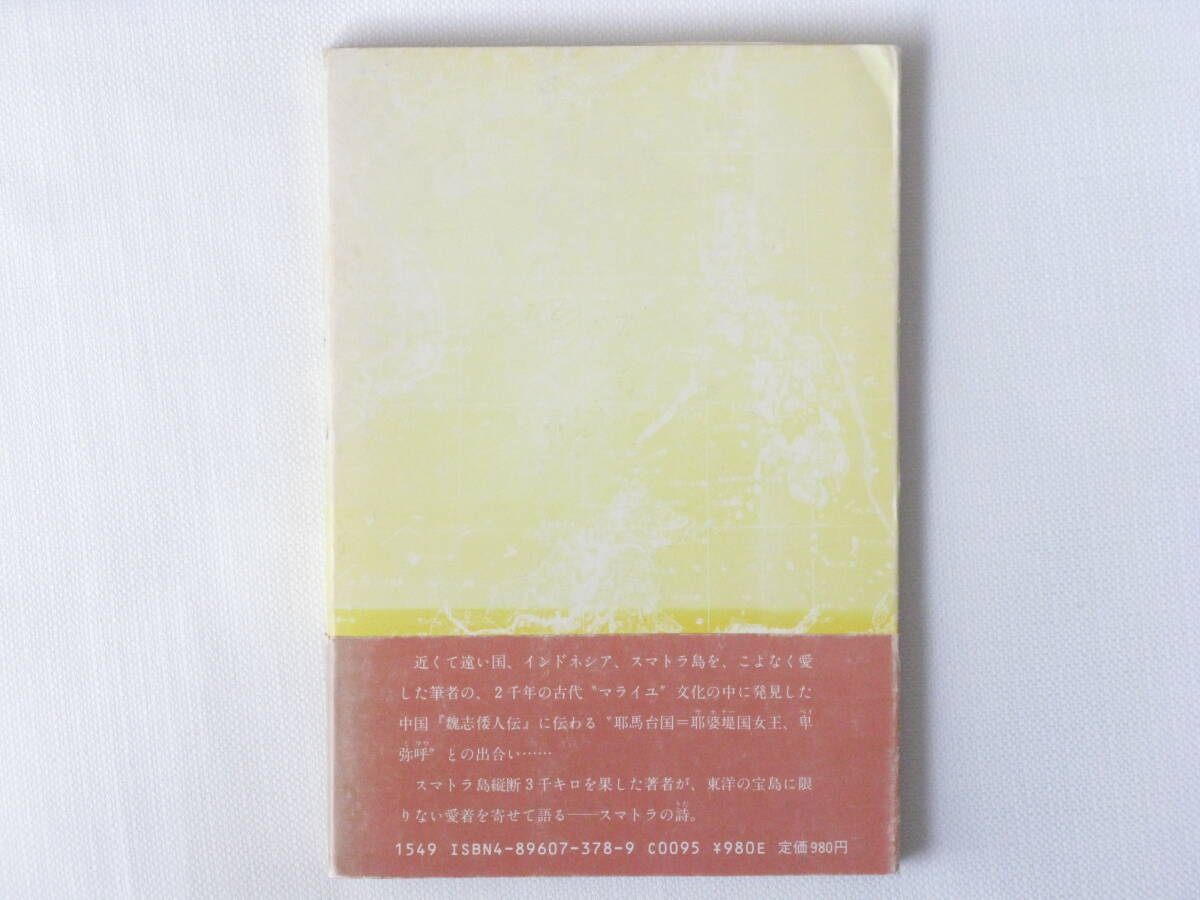 近くて遠い国、インドネシア、スマトラ島を、こよなく愛
した筆者の、2千年の古代〝マライユ〟文化の中に発見した
中国『魏志倭人伝』に伝わる〝耶馬台国＝耶婆堤国女王、卑
弥呼〟との出合い……
スマトラ島縦断3千キロを果した著者が、東洋の宝島に限
りない愛着を寄せて語る──スマトラの詩。
1549 ISBN4-89607-378-9 C0095 ¥980E 定価980円